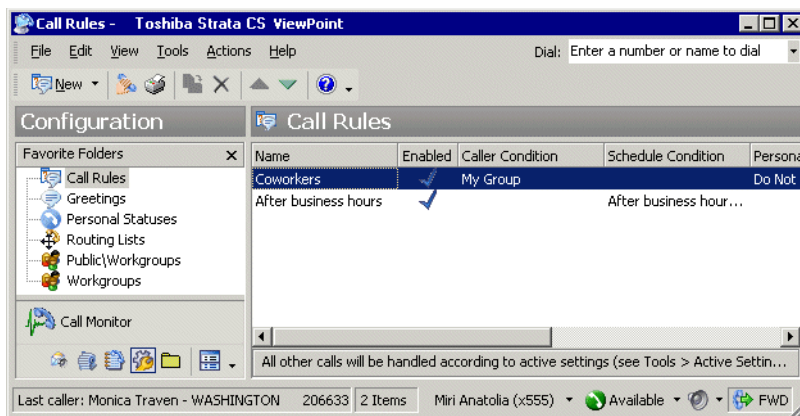 Call Rules -   Toshiba Strata CS ViewPoint
File Edit View Tools Actions Help Dial: Enter a number or name to dial
New
Configuration
Call Rules
Favorite Folders x
Name Enabled Caller Condition Schedule Condition Persona
Call Rules
Coworkers My Group Do Not
Greetings
After business hours After business hour...
Personal Statuses
Routing Lists
Public\Workgroups
Workgroups
Call Monitor
All other calls will be handled according to active settings (see Tools > Active Settin...
Last caller: Monica Traven - WASHINGTON 206633 2 Items Miri Anatolia (x555) Available FWD